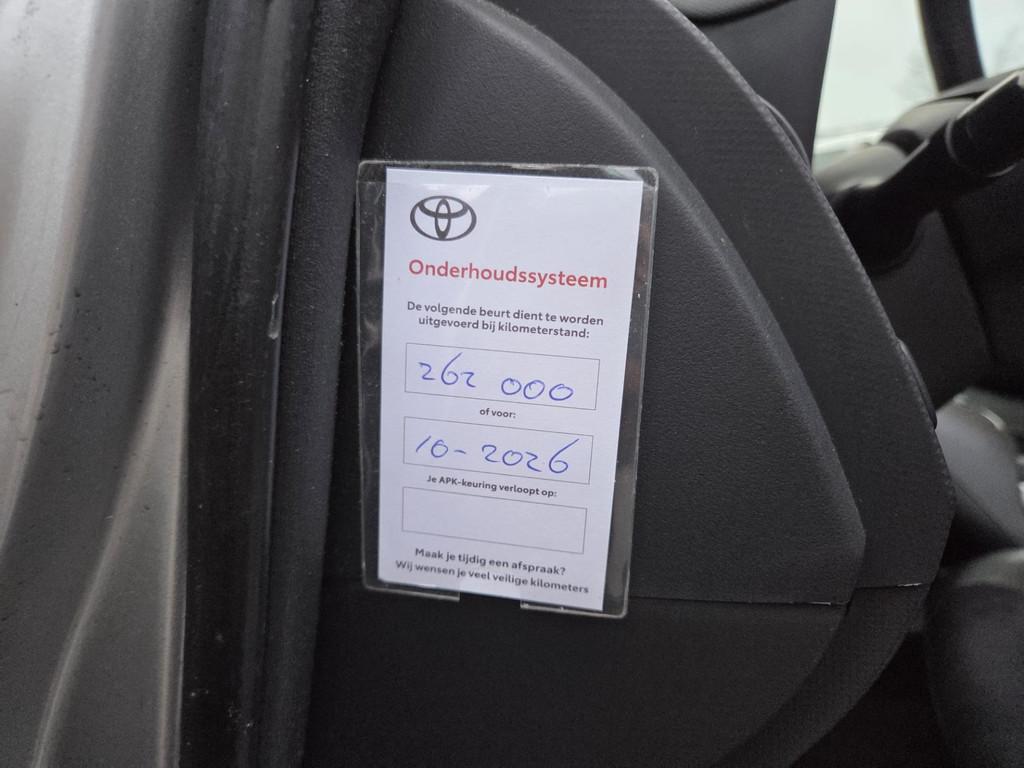 Onderhoudssysteem
De volgende beurt dient te worden
uitgevoerd bij kilometerstand:
262 000
of voor:
10-2026
Je APK-keuring verloopt op:
Maak je tijdig een afspraak?
Wij wensen je veel veilige kilometers